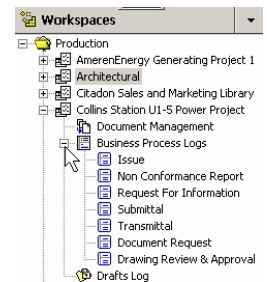 Workspaces
Production
AmerenEnergy Generating Project 1
Architectural
Citadon Sales and Marketing Library
Collins Station U1-5 Power Project
Document Management
Business Process Logs
Issue
Non Conformance Report
Request For Information
Submittal
Transmittal
Document Request
Drawing Review & Approval
Drafts Log